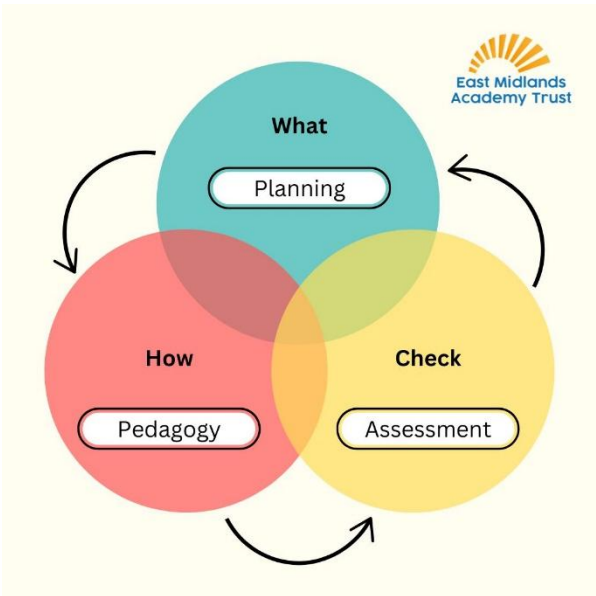 East Midlands
Academy Trust
What
Planning
How
Pedagogy
Check
Assessment